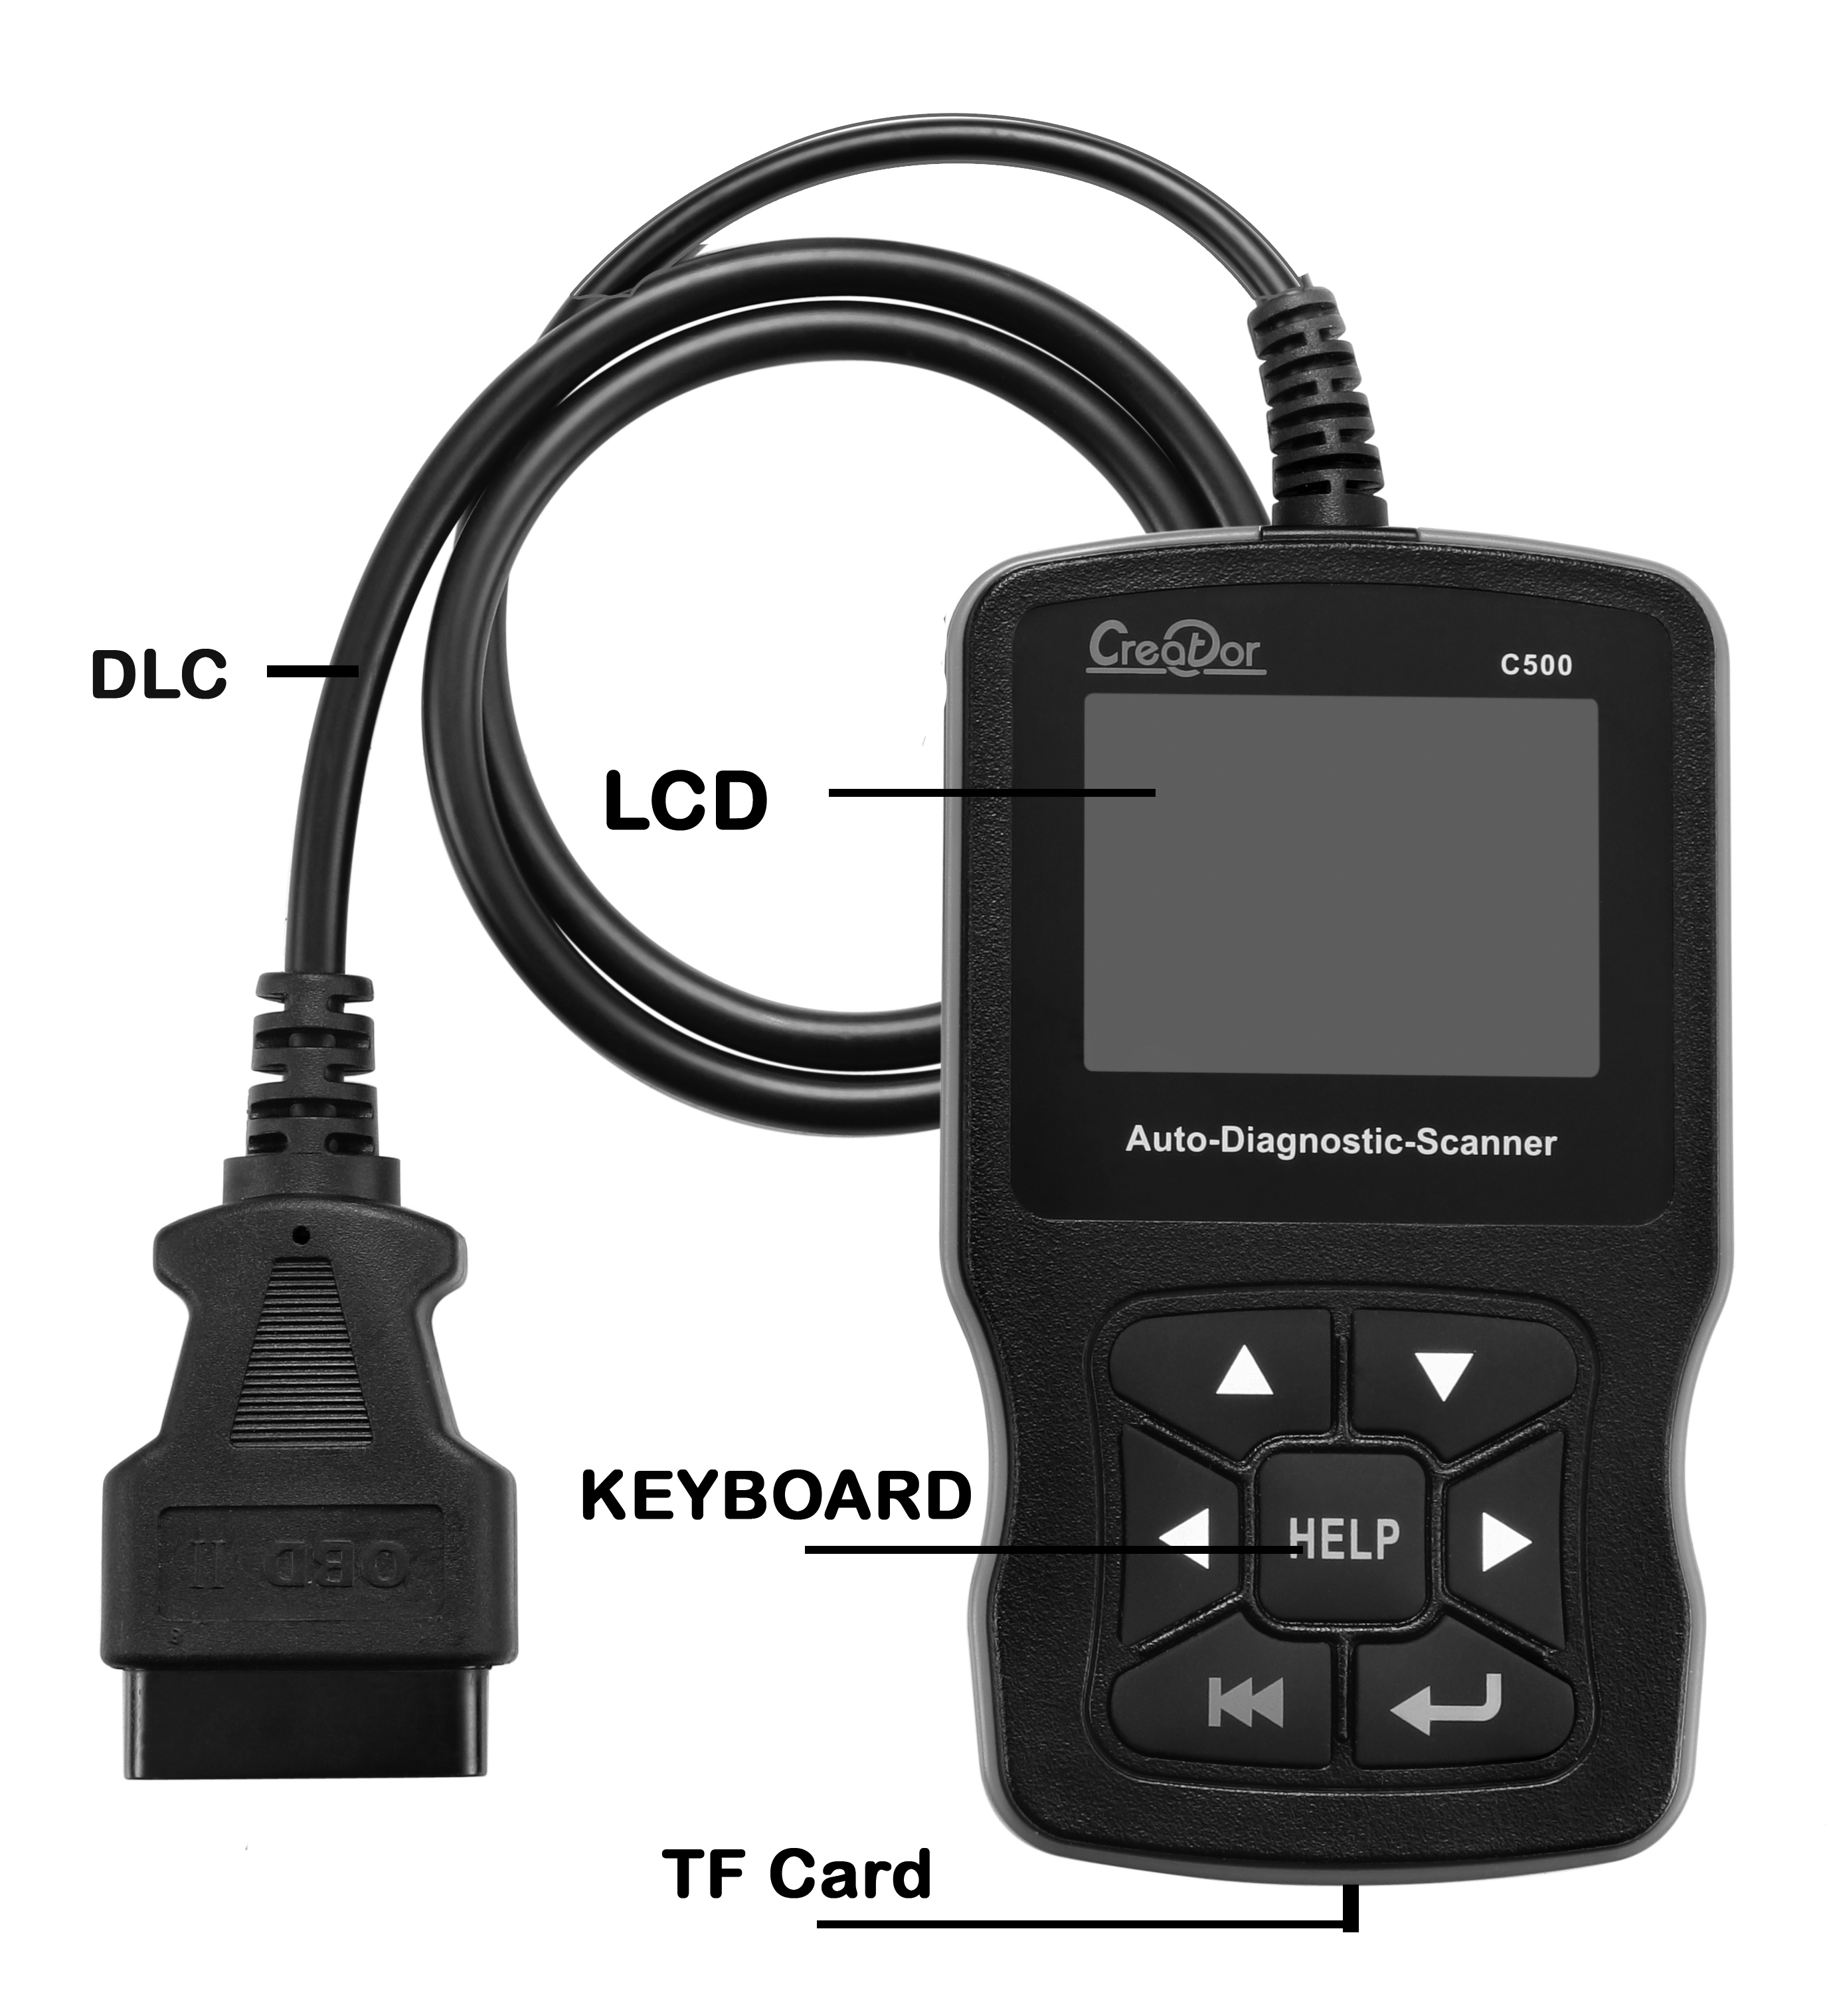 CreaDor
C500
DLC
LCD
Auto-Diagnostic-Scanner
KEYBOARD
HELP
OBD II
TF Card